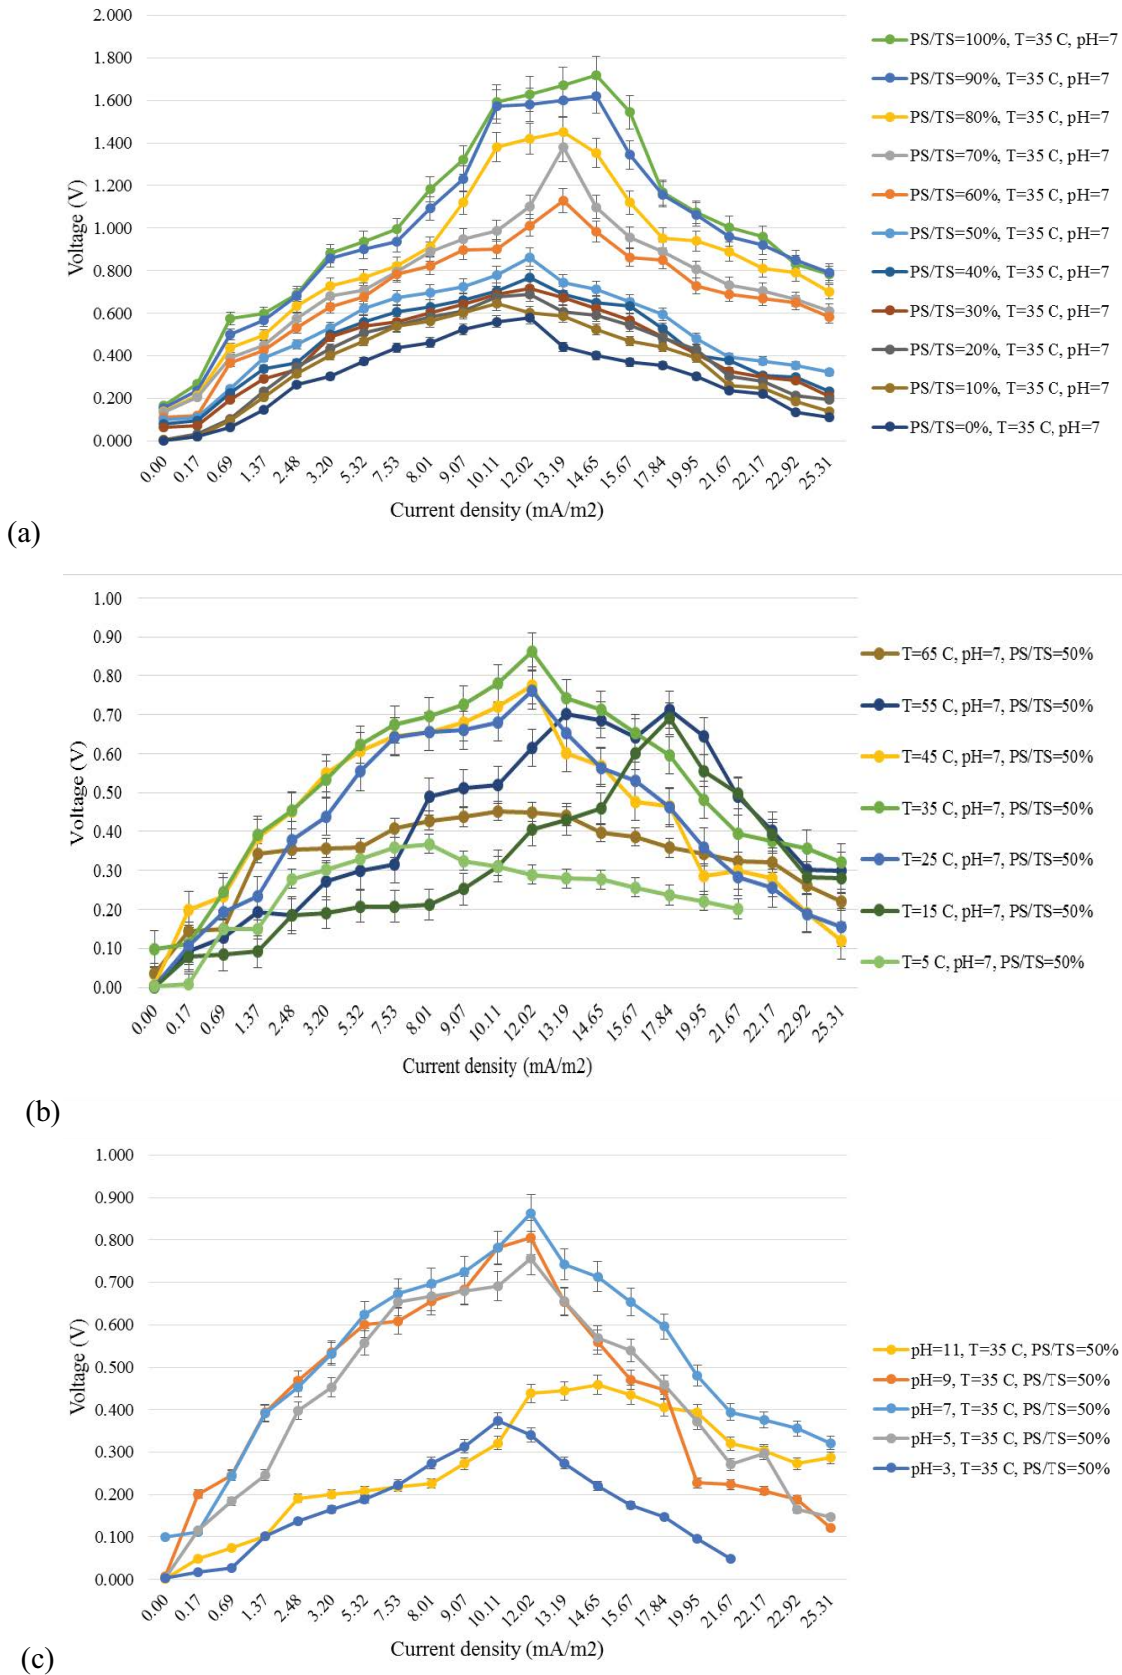 2.000
1.800
1.600
1.400
1.200
1.000
0.800
0.600
0.400
0.200
0.000
Voltage (V)
0.00 0.17 0.69 1.37 2.48 3.20 5.32 7.53 8.01 9.07 10.11 12.02 13.19 14.65 15.67 17.84 19.95 21.67 22.17 22.92 25.31
Current density (mA/m2)
PS/TS=100%, T=35 C, pH=7
PS/TS=90%, T=35 C, pH=7
PS/TS=80%, T=35 C, pH=7
PS/TS=70%, T=35 C, pH=7
PS/TS=60%, T=35 C, pH=7
PS/TS=50%, T=35 C, pH=7
PS/TS=40%, T=35 C, pH=7
PS/TS=30%, T=35 C, pH=7
PS/TS=20%, T=35 C, pH=7
PS/TS=10%, T=35 C, pH=7
PS/TS=0%, T=35 C, pH=7
(a)
1.00
0.90
0.80
0.70
0.60
0.50
0.40
0.30
0.20
0.10
0.00
Voltage (V)
0.00 0.17 0.69 1.37 2.48 3.20 5.32 7.53 8.01 9.07 10.11 12.02 13.19 14.65 15.67 17.84 19.95 21.67 22.17 22.92 25.31
Current density (mA/m2)
T=65 C, pH=7, PS/TS=50%
T=55 C, pH=7, PS/TS=50%
T=45 C, pH=7, PS/TS=50%
T=35 C, pH=7, PS/TS=50%
T=25 C, pH=7, PS/TS=50%
T=15 C, pH=7, PS/TS=50%
T=5 C, pH=7, PS/TS=50%
(b)
1.000
0.900
0.800
0.700
0.600
0.500
0.400
0.300
0.200
0.100
0.000
Voltage (V)
0.00 0.17 0.69 1.37 2.48 3.20 5.32 7.53 8.01 9.07 10.11 12.02 13.19 14.65 15.67 17.84 19.95 21.67 22.17 22.92 25.31
Current density (mA/m2)
pH=11, T=35 C, PS/TS=50%
pH=9, T=35 C, PS/TS=50%
pH=7, T=35 C, PS/TS=50%
pH=5, T=35 C, PS/TS=50%
pH=3, T=35 C, PS/TS=50%
(c)